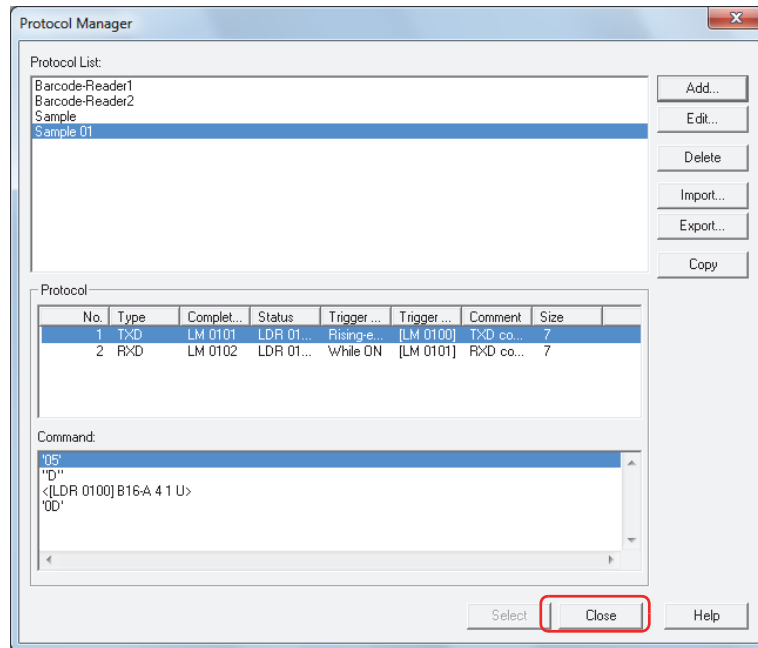 Protocol Manager
Protocol List:
Barcode-Reader1
Barcode-Reader2
Sample
Sample 01
Add...
Edit...
Delete
Import...
Export...
Copy
Protocol
No. Type Complet... Status Trigger ... Trigger ... Comment Size
1 TXD LM 0101 LDR 01... Rising-e... [LM 0100] TXD co... 7
2 RXD LM 0102 LDR 01... While ON [LM 0101] RXD co... 7
Command:
'05'
"D"
<[LDR 0100] B16-A 4 1 U>
'0D'
Select Close Help